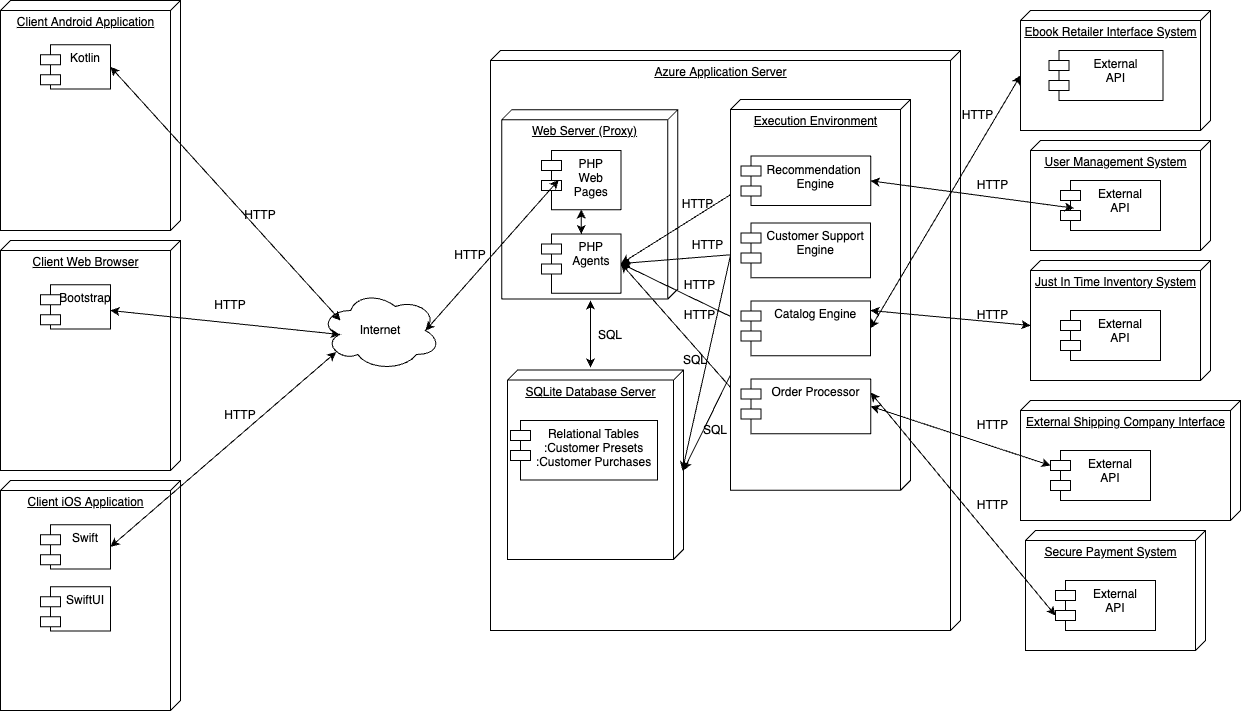 Client Android Application
Kotlin
HTTP
Client Web Browser
Bootstrap
HTTP
Client iOS Application
Swift
SwiftUI
HTTP
Internet
HTTP
Azure Application Server
Web Server (Proxy)
PHP
Web
Pages
PHP
Agents
SQL
SQLite Database Server
Relational Tables
:Customer Presets
:Customer Purchases
HTTP
HTTP
HTTP
HTTP
SQL
SQL
Execution Environment
Recommendation
Engine
Customer Support
Engine
Catalog Engine
Order Processor
HTTP
HTTP
HTTP
HTTP
HTTP
Ebook Retailer Interface System
External
API
User Management System
External
API
Just In Time Inventory System
External
API
External Shipping Company Interface
External
API
Secure Payment System
External
API